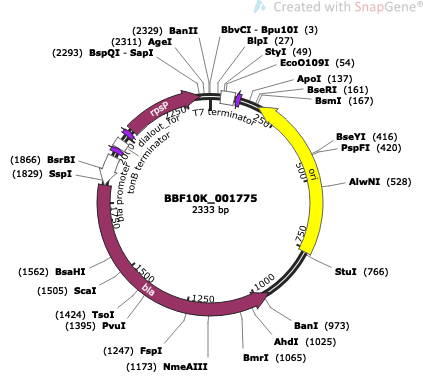 Created with SnapGene®
(2329) BanII
(2311) AgeI
(2293) BspQI - SapI
BbvCI - Bpu10I (3)
BlpI (27)
StyI (49)
EcoO109I (54)
ApoI (137)
BseRI (161)
BsmI (167)
BseYI (416)
PspFI (420)
AlwNI (528)
StuI (766)
BanI (973)
AhdI (1025)
BmrI (1065)
(1173) NmeAIII
(1247) FspI
(1395) PvuI
(1424) TsoI
(1505) ScaI
(1562) BsaHI
(1829) SspI
(1866) BsrBI
rpsP
T7 terminator
dialout_for
tonB terminator
bla promoter
ori
bla
250
500
750
1000
1250
1500
1750
2250
BBF10K_001775
2333 bp